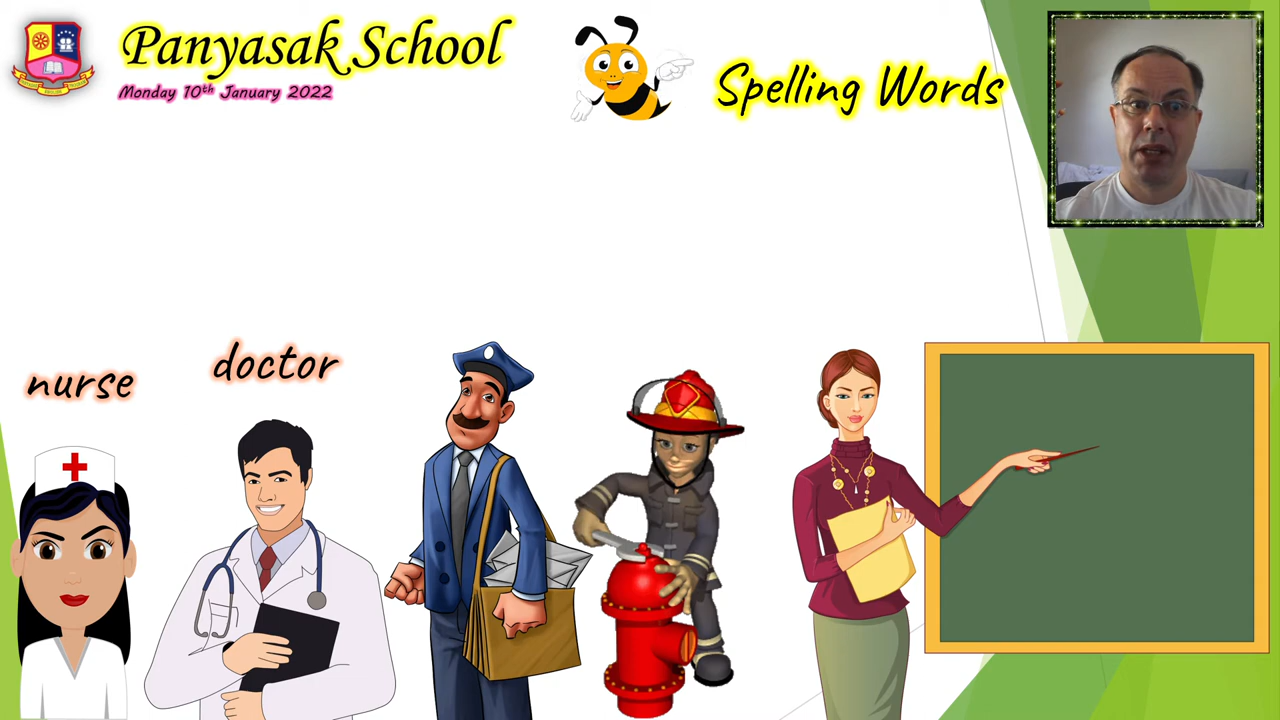 Panyasak School
Monday 10th January 2022
Spelling Words
nurse
doctor